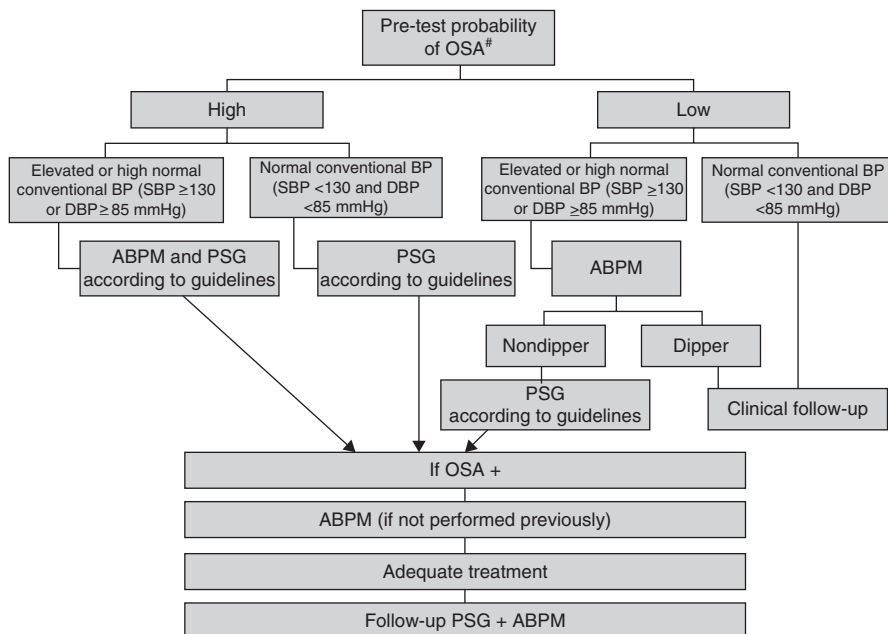 Pre-test probability
of OSA#
High
Low
Elevated or high normal
conventional BP (SBP ≥130
or DBP ≥ 85 mmHg)
Normal conventional BP
(SBP <130 and DBP
<85 mmHg)
Elevated or high normal
conventional BP (SBP ≥130
or DBP ≥85 mmHg)
Normal conventional BP
(SBP <130 and DBP
<85 mmHg)
ABPM and PSG
according to guidelines
PSG
according to guidelines
ABPM
Nondipper
Dipper
PSG
according to guidelines
Clinical follow-up
If OSA +
ABPM (if not performed previously)
Adequate treatment
Follow-up PSG + ABPM